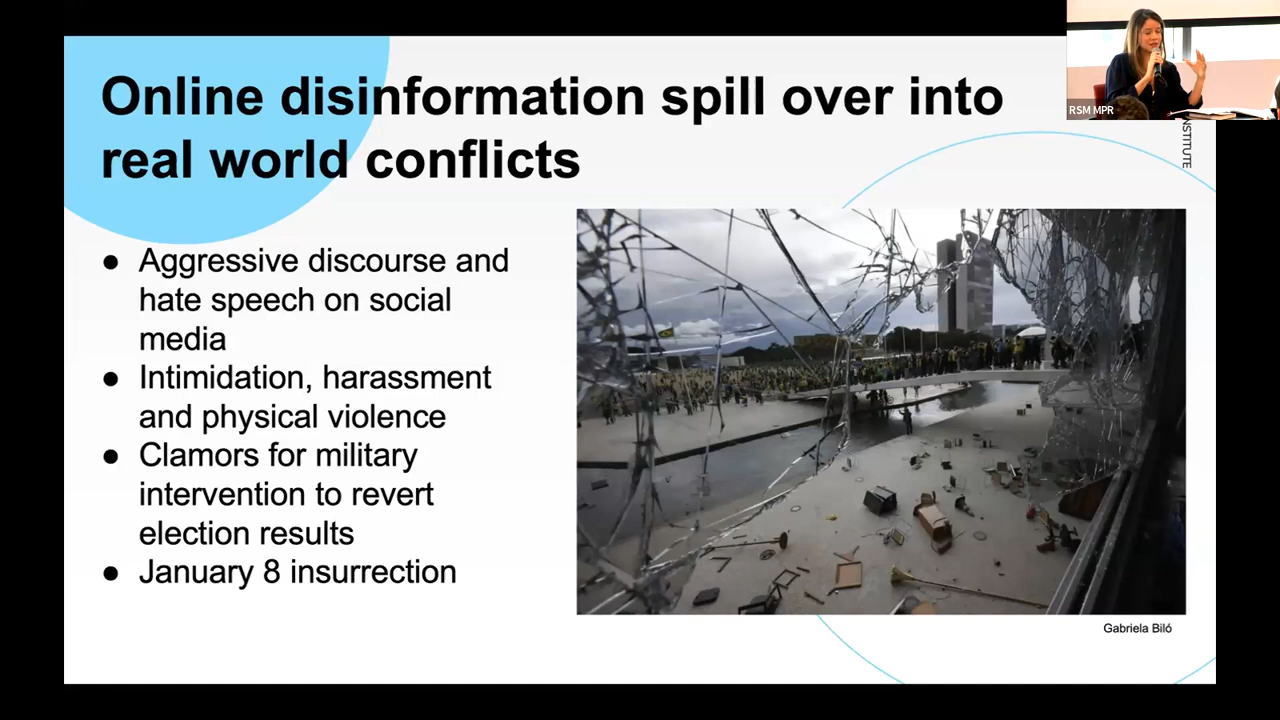 Online disinformation spill over into
real world conflicts
RSM MPR
NSTITUTE
● Aggressive discourse and
hate speech on social
media
● Intimidation, harassment
and physical violence
● Clamors for military
intervention to revert
election results
● January 8 insurrection
Gabriela Biló